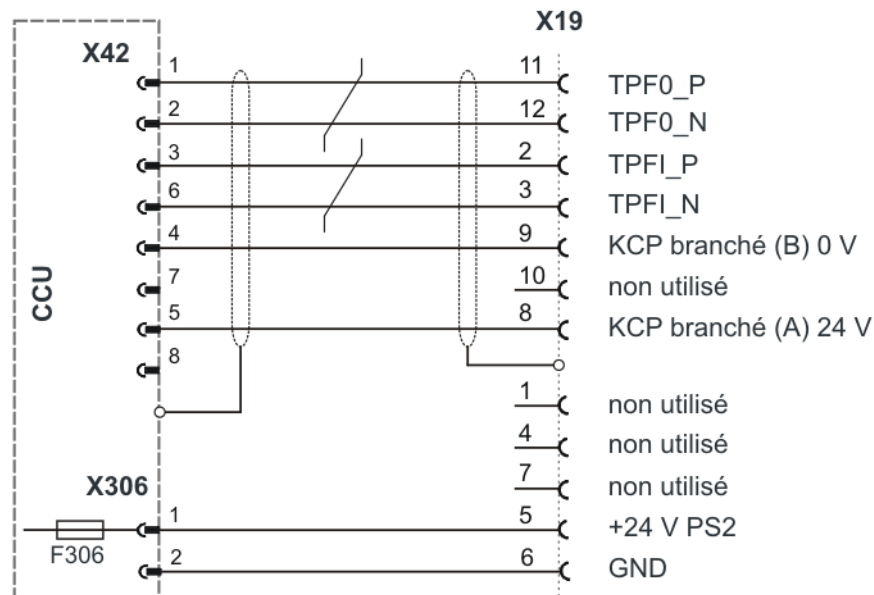 X19
X42
1 11 TPF0_P
2 12 TPF0_N
3 2 TPFI_P
6 3 TPFI_N
4 9 KCP branché (B) 0 V
7 10 non utilisé
5 8 KCP branché (A) 24 V
8
CCU
1 non utilisé
4 non utilisé
7 non utilisé
X306
1 5 +24 V PS2
F306
2 6 GND